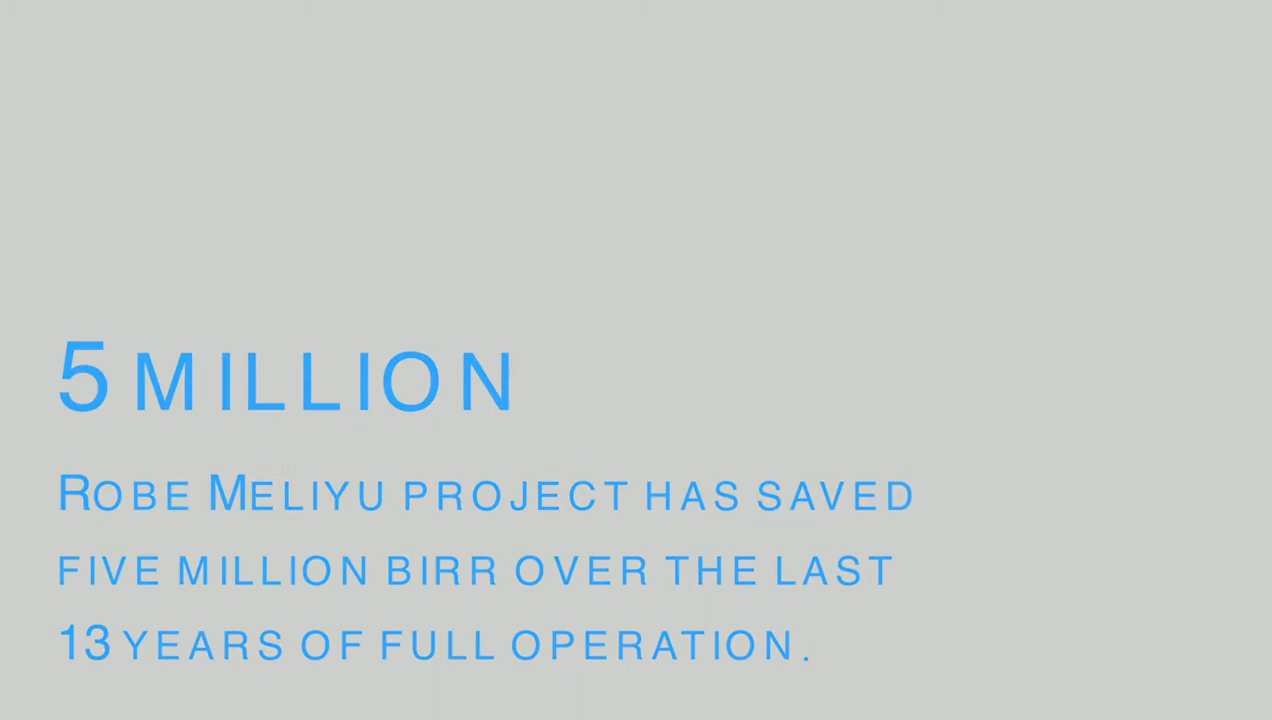 5 MILLION
ROBE MELIYU PROJECT HAS SAVED
FIVE MILLION BIRR OVER THE LAST
13 YEARS OF FULL OPERATION.